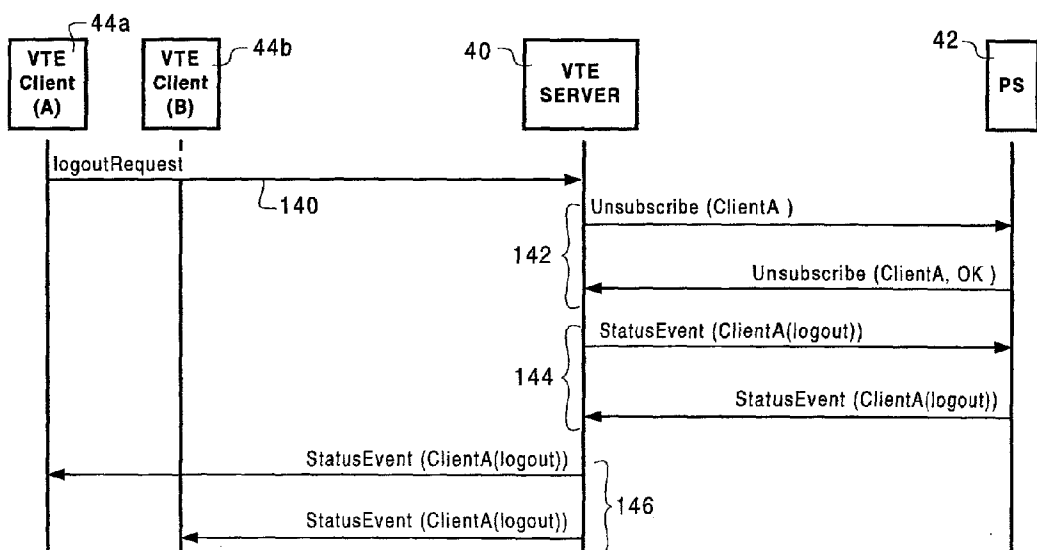 44a
44b
40
42
VTE
Client
(A)
VTE
Client
(B)
VTE
SERVER
PS
logoutRequest
140
Unsubscribe (ClientA )
142
Unsubscribe (ClientA, OK )
StatusEvent (ClientA(logout))
144
StatusEvent (ClientA(logout))
StatusEvent (ClientA(logout))
146
StatusEvent (ClientA(logout))